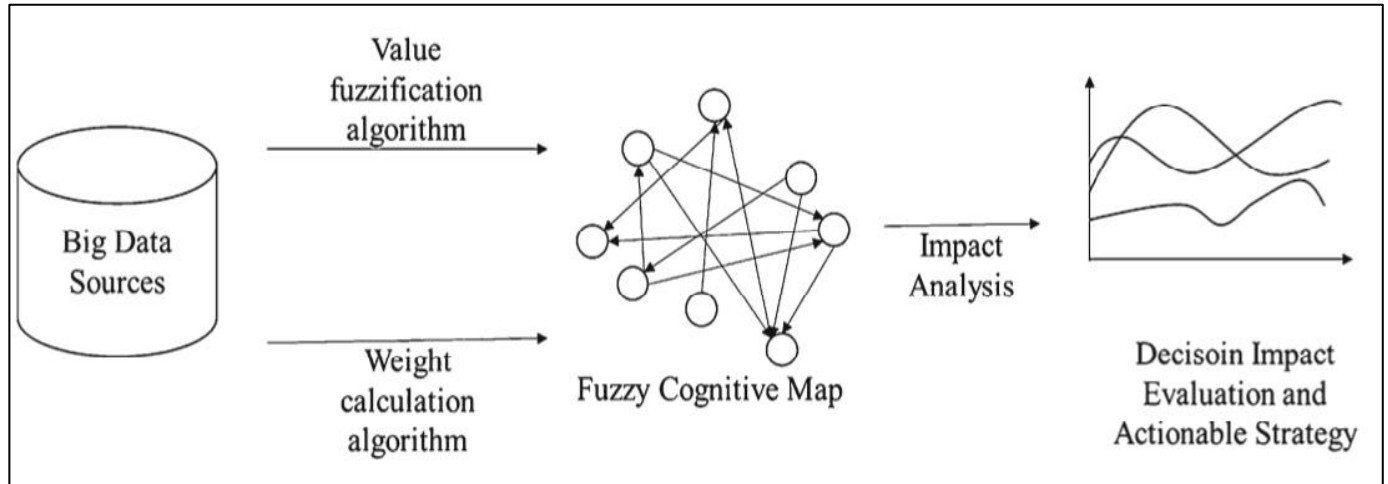 Value
fuzzification
algorithm
Big Data
Sources
Weight
calculation
algorithm
Fuzzy Cognitive Map
Impact
Analysis
Decisoin Impact
Evaluation and
Actionable Strategy